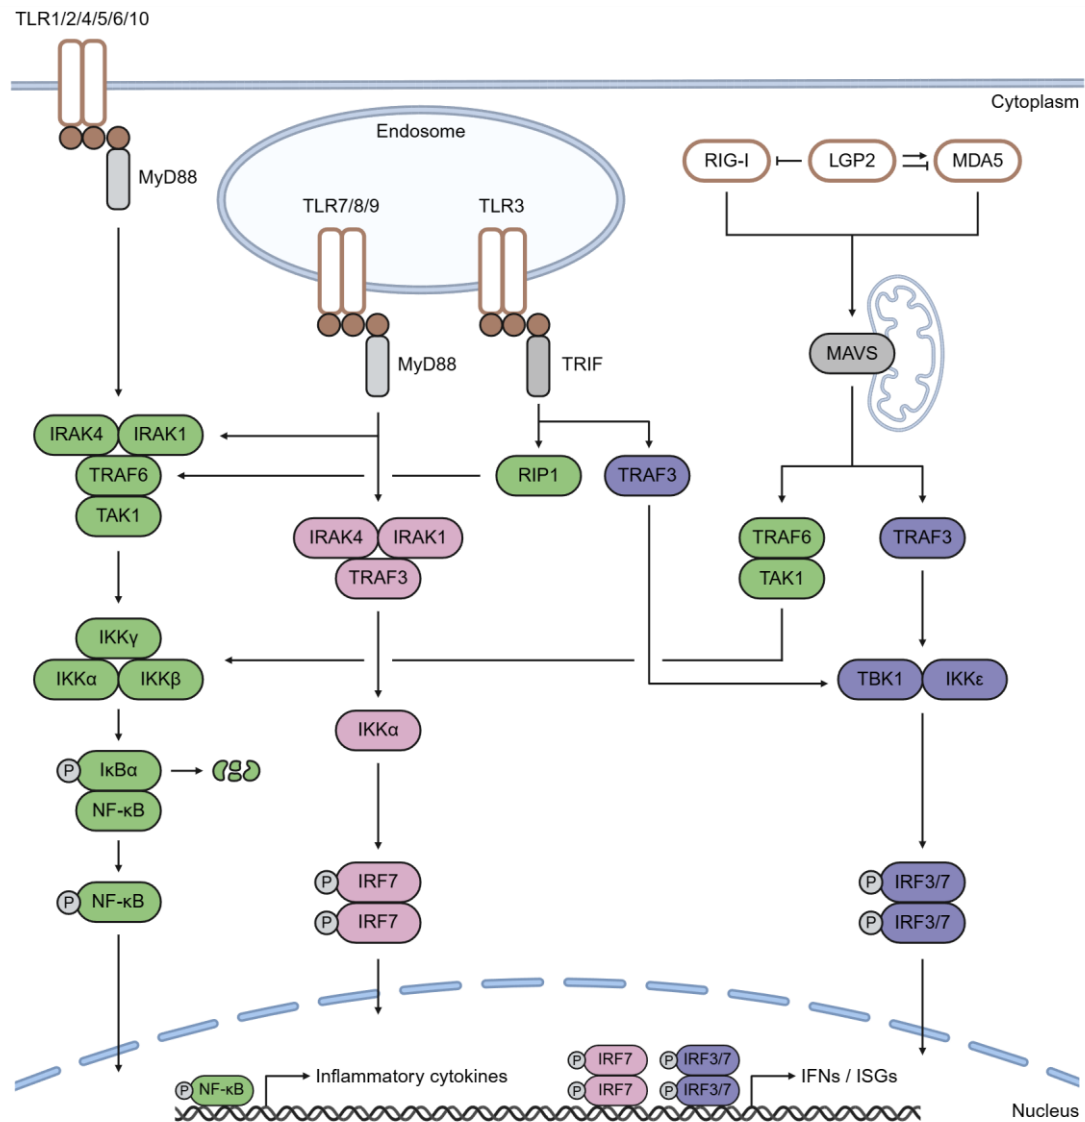 TLR1/2/4/5/6/10
Cytoplasm
Endosome
RIG-I
LGP2
MDA5
MyD88
TLR7/8/9
TLR3
MAVS
MyD88
TRIF
IRAK4
IRAK1
TRAF6
TAK1
RIP1
TRAF3
IRAK4
IRAK1
TRAF3
TRAF6
TAK1
TRAF3
IKKγ
IKKα
IKKβ
TBK1
IKKε
IKKα
P
IκBα
NF-κB
P
NF-κB
P
IRF7
P
IRF7
P
IRF3/7
P
IRF3/7
P
IRF7
P
IRF7
P
IRF3/7
P
IRF3/7
P
NF-κB
Inflammatory cytokines
IFNs / ISGs
Nucleus